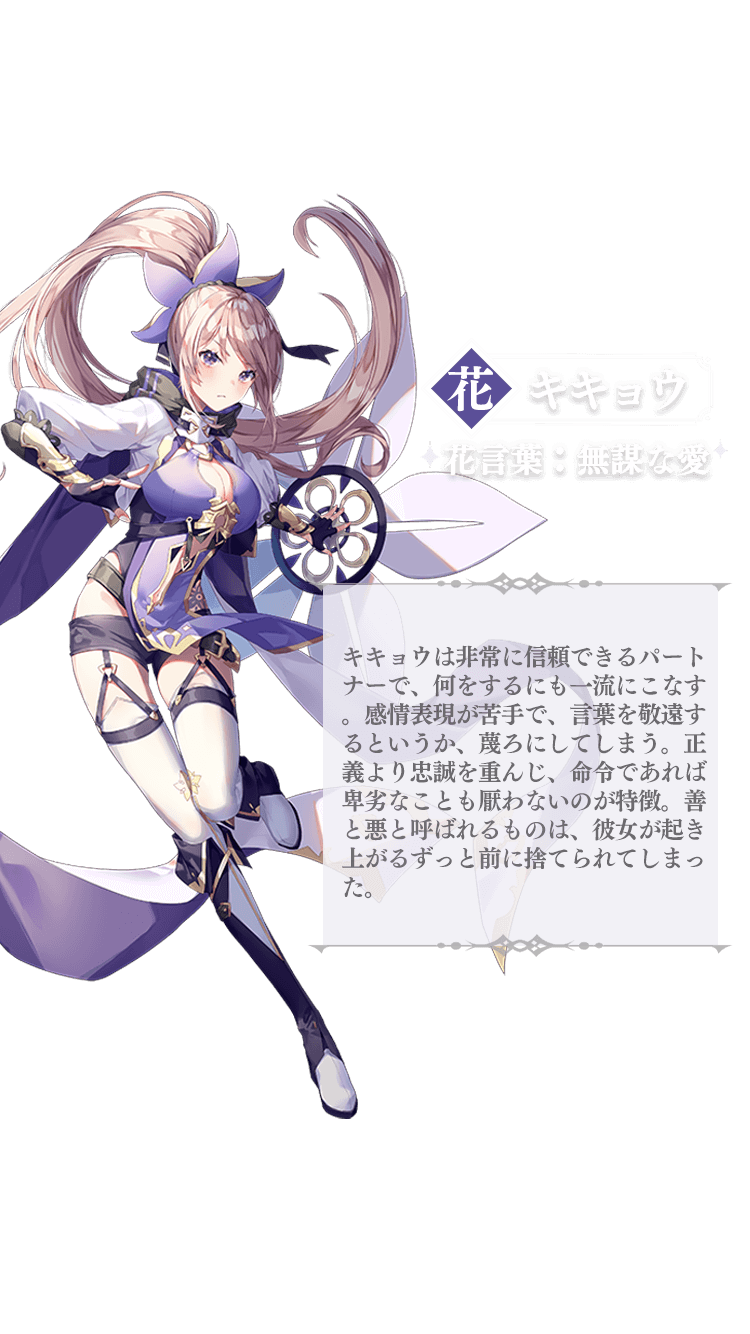 花 キキョウ
花言葉：無謀な愛
キキョウは非常に信頼できるパート
ナーで、何をするにも一流にこなす
。感情表現が苦手で、言葉を敬遠す
るというか、蔑ろにしてしまう。正
義より忠誠を重んじ、命令であれば
卑劣なことも厭わないのが特徴。善
と悪と呼ばれるものは、彼女が起き
上がるずっと前に捨てられてしまっ
た。